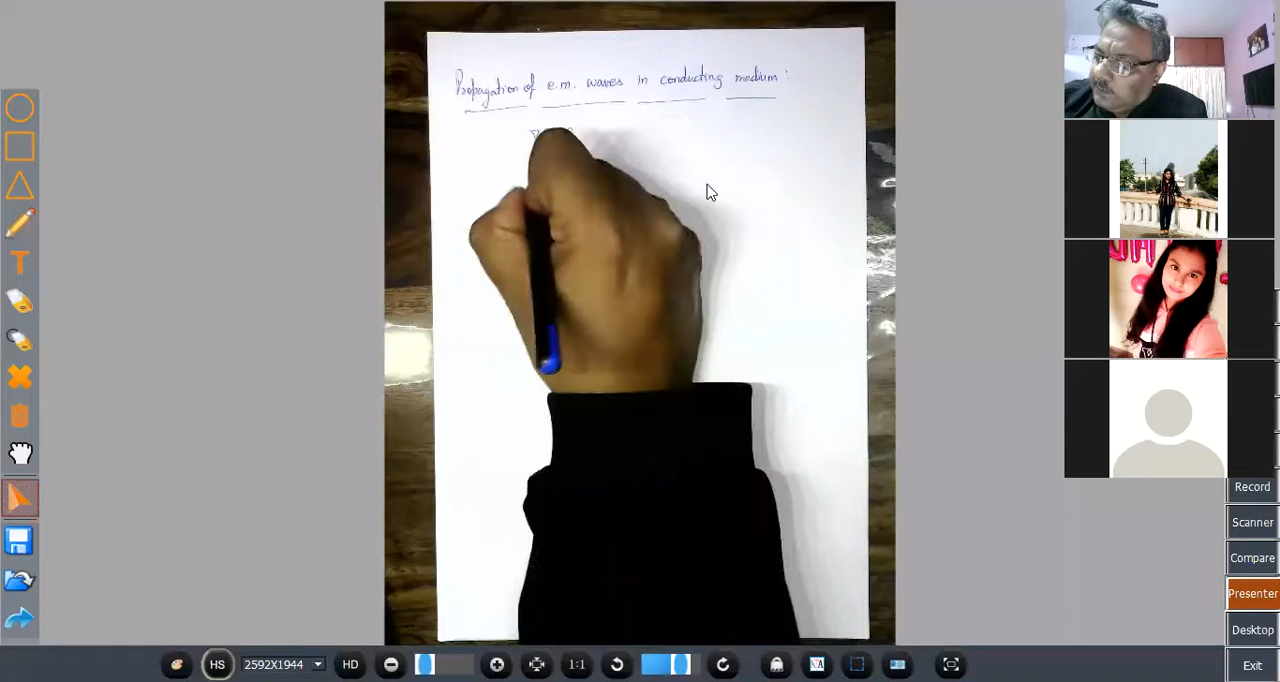 Propagation of e.m. waves in conducting medium :
T
Record
Scanner
Compare
Presenter
Desktop
Exit
HS
2592X1944
HD
1:1